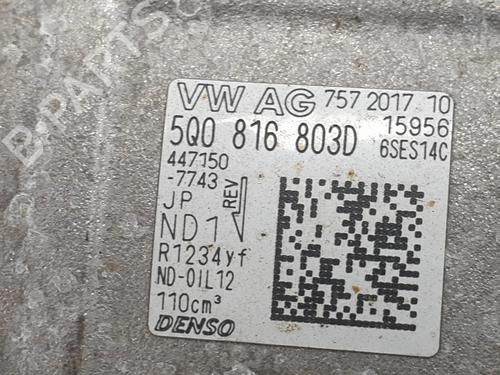 B-PARTS
VW AG 757 2017 10
5Q0 816 803D 15956
6SES14C
447150
-7743
JP REV
ND1
R1234yf
ND-OIL12
110cm³
DENSO